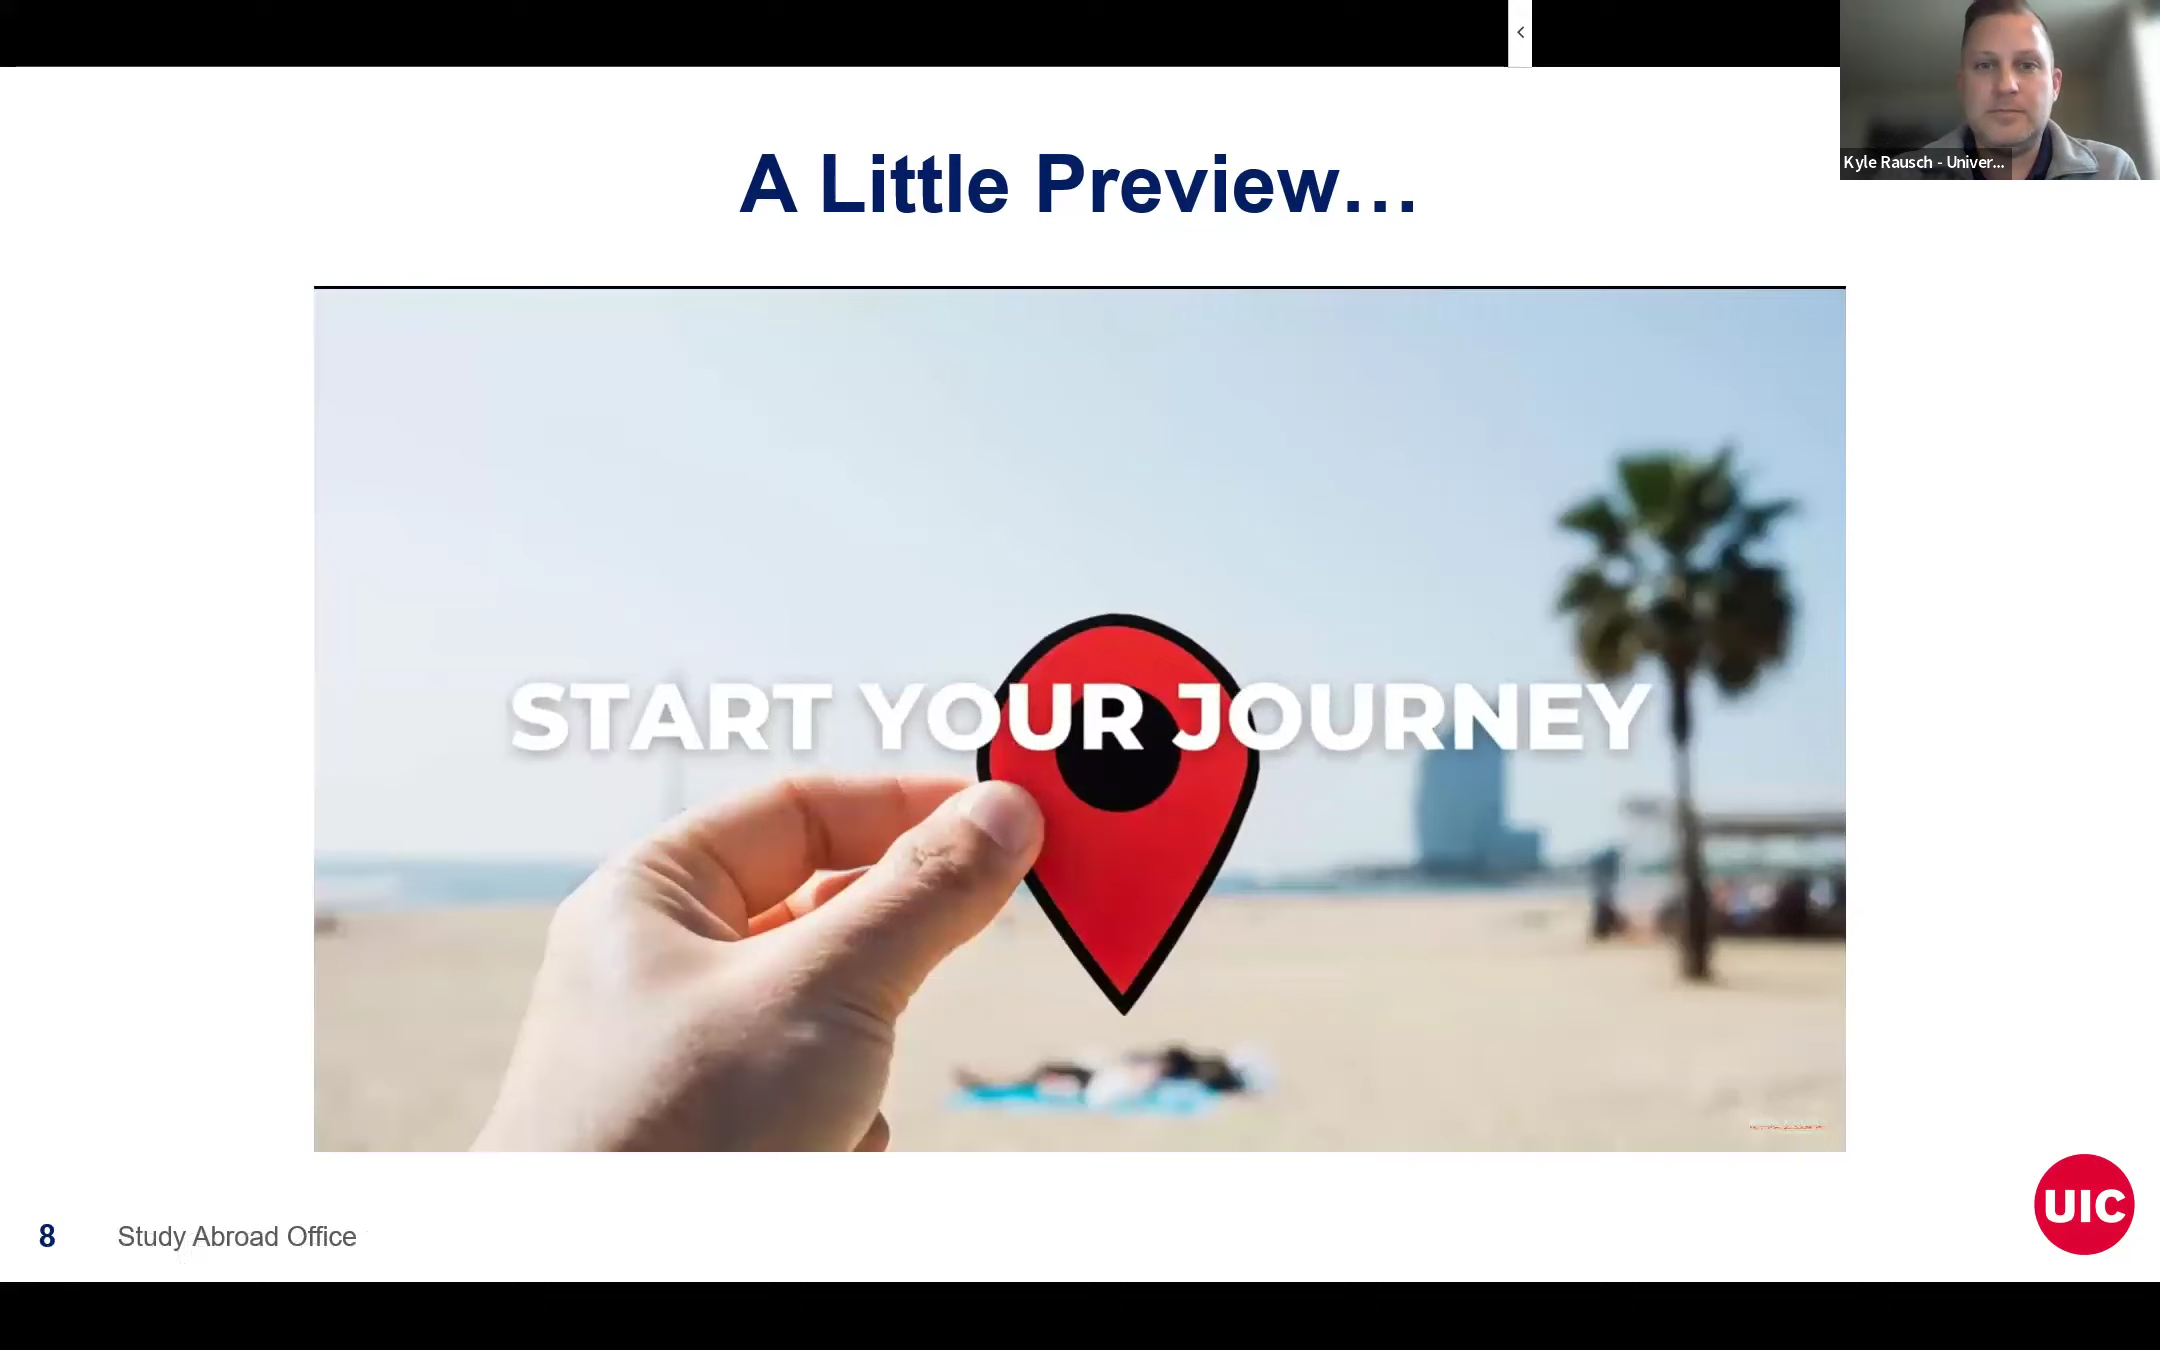 Kyle Rausch - Univer...
A Little Preview...
START YOUR JOURNEY
8 Study Abroad Office
UIC